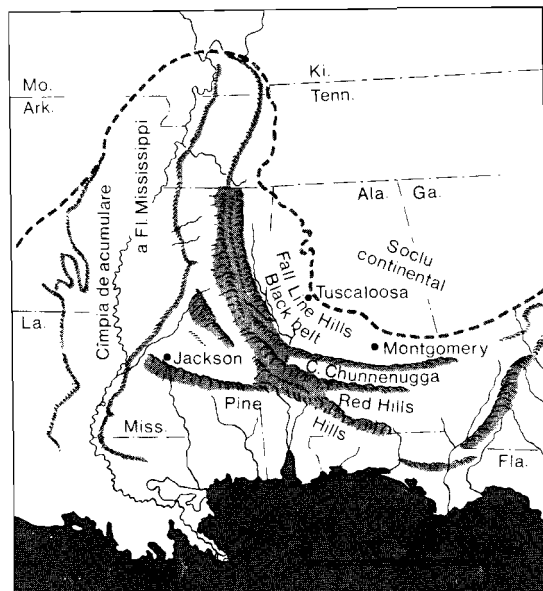 Mo.
Ark.
Ki.
Tenn.
Ala.
Ga.
Soclu
continental
Cîmpia de acumulare
a Fl. Mississippi
Fall Line Hills
Black belt
Tuscaloosa
La.
Montgomery
Jackson
C. Chunnenugga
Pine
Red Hills
Hills
Miss.
Fla.